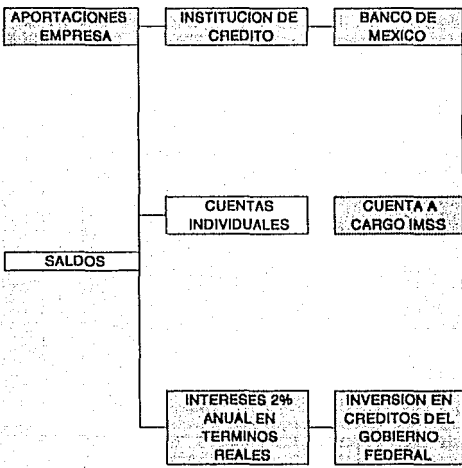 APORTACIONES
EMPRESA
INSTITUCION DE
CREDITO
BANCO DE
MEXICO
CUENTAS
INDIVIDUALES
CUENTA A
CARGO IMSS
SALDOS
INTERESES 2%
ANUAL EN
TERMINOS
REALES
INVERSION EN
CREDITOS DEL
GOBIERNO
FEDERAL